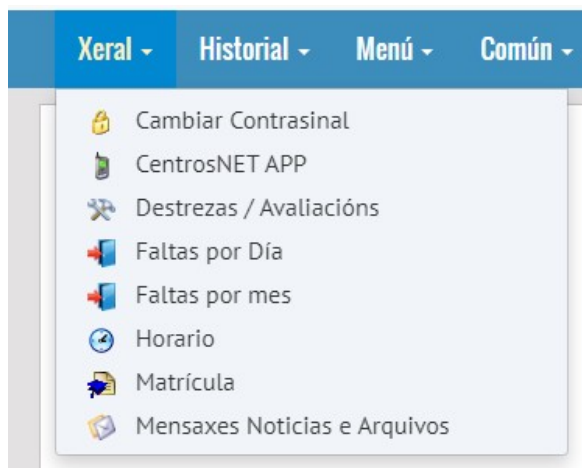 Xeral Historial Menú Común
Cambiar Contrasinal
CentrosNET APP
Destrezas / Avaliacións
Faltas por Día
Faltas por mes
Horario
Matrícula
Mensaxes Noticias e Arquivos